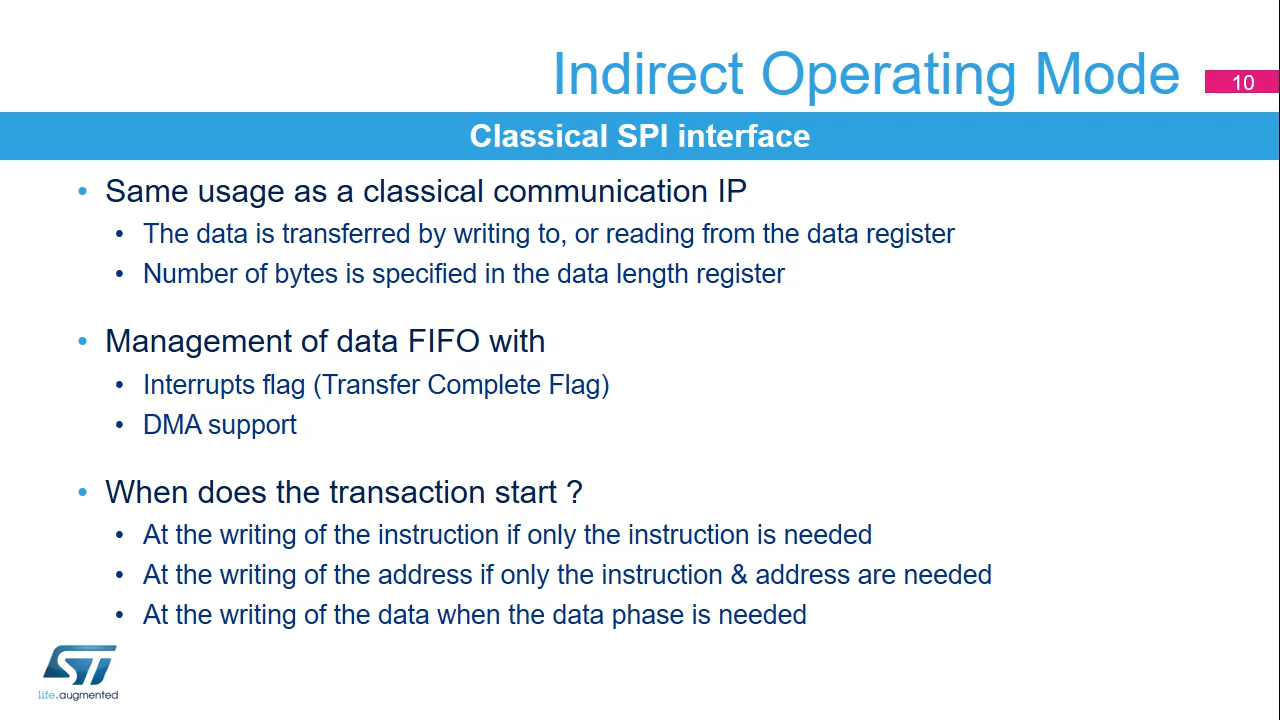 Indirect Operating Mode
10
Classical SPI interface
• Same usage as a classical communication IP
• The data is transferred by writing to, or reading from the data register
• Number of bytes is specified in the data length register
• Management of data FIFO with
• Interrupts flag (Transfer Complete Flag)
• DMA support
• When does the transaction start ?
• At the writing of the instruction if only the instruction is needed
• At the writing of the address if only the instruction & address are needed
• At the writing of the data when the data phase is needed
ST
life.augmented